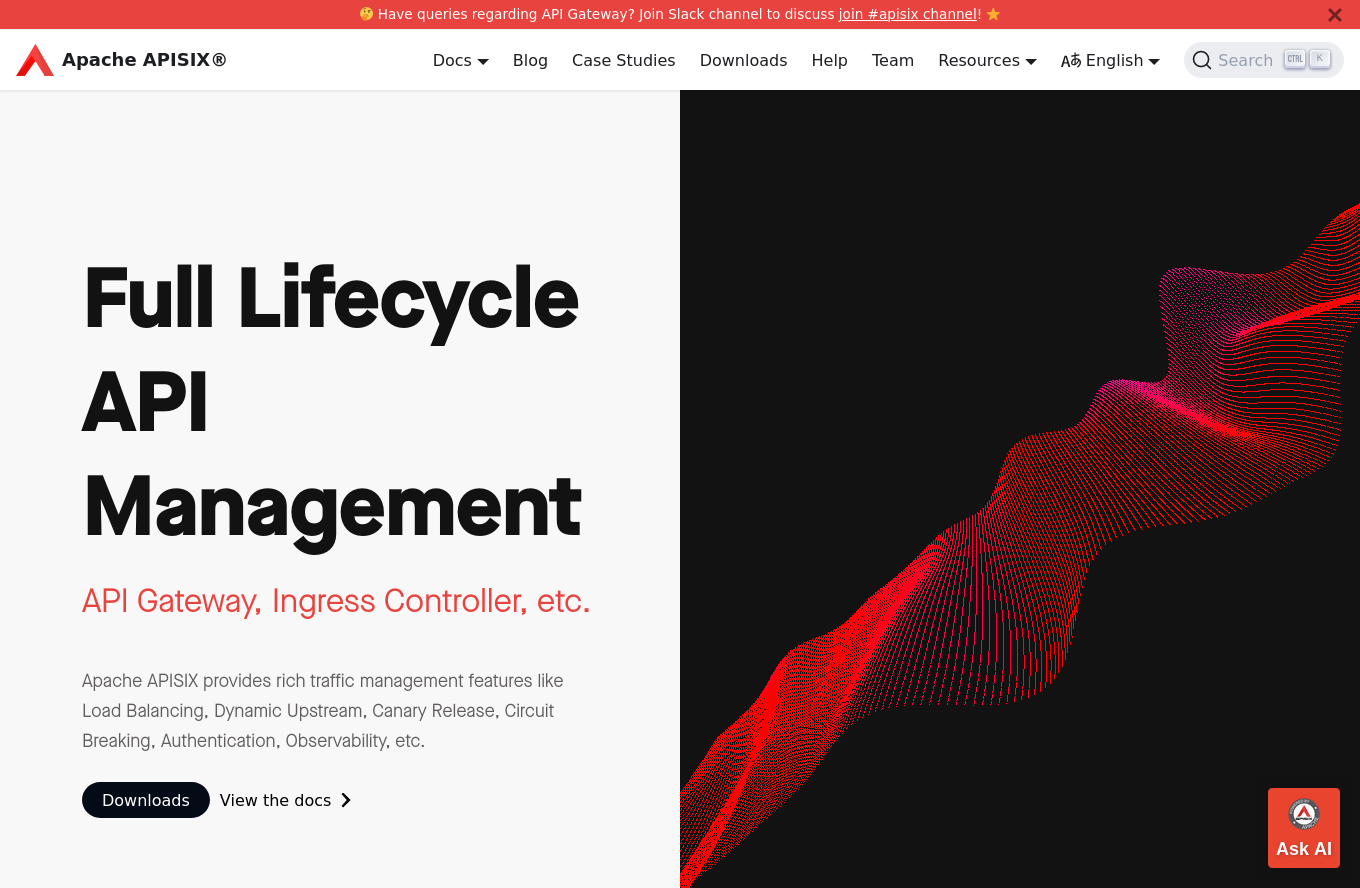 🤔 Have queries regarding API Gateway? Join Slack channel to discuss join #apisix channel! ⭐
Apache APISIX® Docs Blog Case Studies Downloads Help Team Resources English Search CTRL K
Full Lifecycle
API
Management
API Gateway, Ingress Controller, etc.
Apache APISIX provides rich traffic management features like
Load Balancing, Dynamic Upstream, Canary Release, Circuit
Breaking, Authentication, Observability, etc.
Downloads View the docs
Ask AI